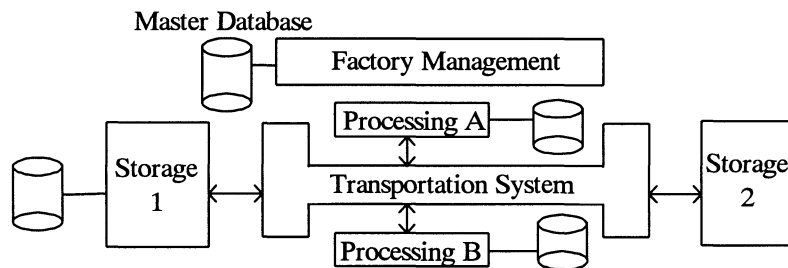 Master Database
Factory Management
Processing A
Storage
1
Transportation System
Storage
2
Processing B